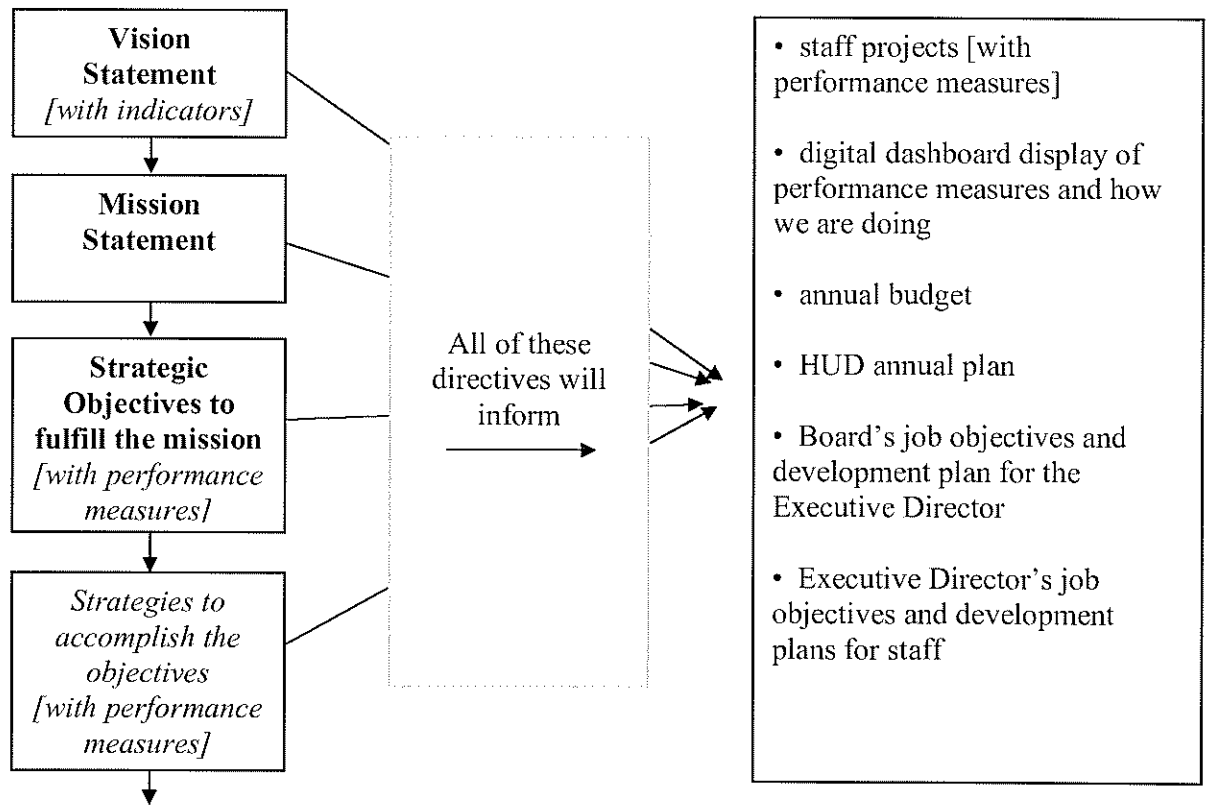 Vision
Statement
[with indicators]
Mission
Statement
Strategic
Objectives to
fulfill the mission
[with performance
measures]
Strategies to
accomplish the
objectives
[with performance
measures]
All of these
directives will
inform
• staff projects [with
performance measures]
• digital dashboard display of
performance measures and how
we are doing
• annual budget
• HUD annual plan
• Board’s job objectives and
development plan for the
Executive Director
• Executive Director’s job
objectives and development
plans for staff